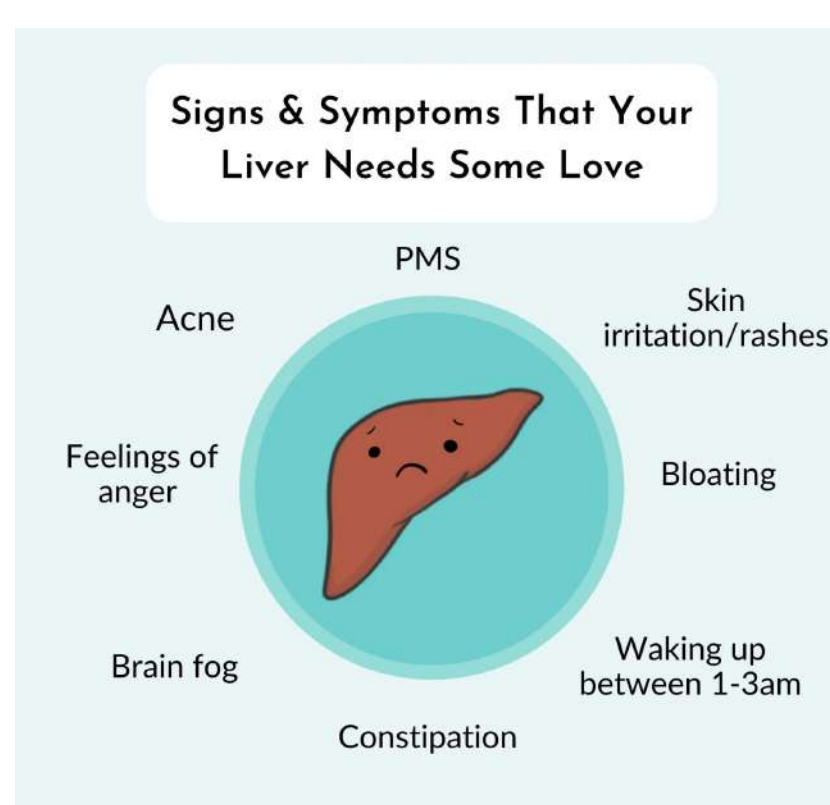 Signs & Symptoms That Your
Liver Needs Some Love
PMS
Acne
Skin
irritation/rashes
Feelings of
anger
Bloating
Brain fog
Waking up
between 1-3am
Constipation